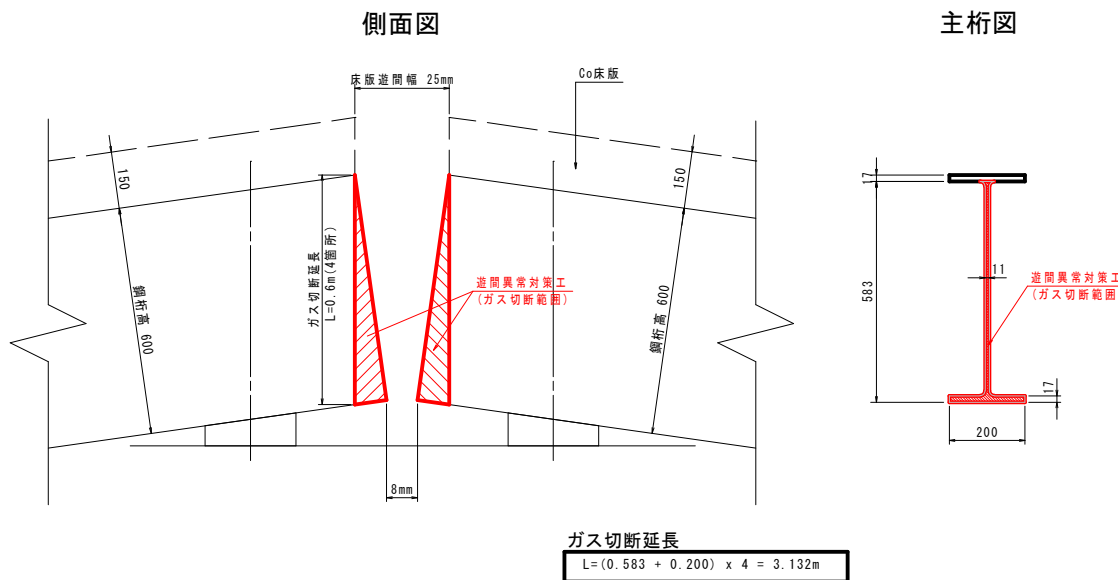 側面図
主桁図
床版遊間幅 25mm
Co床版
150
150
鋼桁高 600
鋼桁高 600
ガス切断延長
L=0.6m(4箇所)
遊間異常対策工
(ガス切断範囲)
8mm
17
583
11
遊間異常対策工
(ガス切断範囲
17
200
ガス切断延長
L=(0.583 + 0.200) x 4 = 3.132m